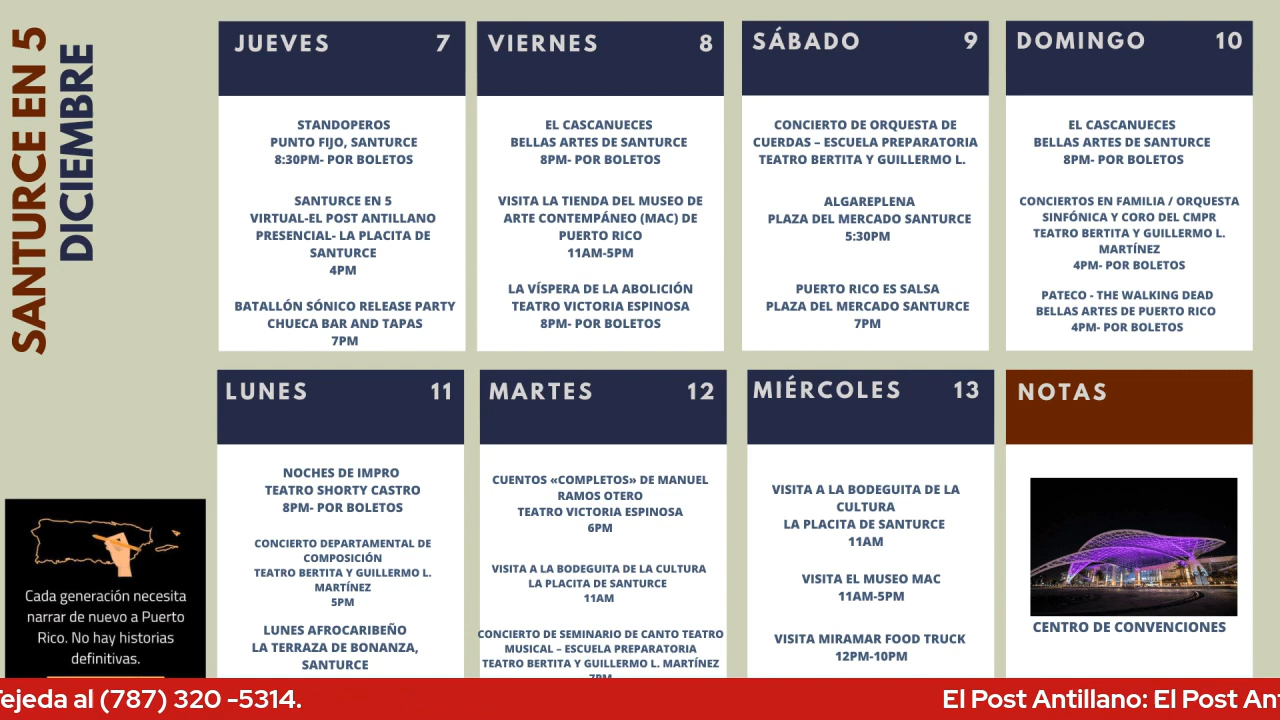 SANTURCE EN 5
DICIEMBRE
JUEVES 7
STANDOPEROS
PUNTO FIJO, SANTURCE
8:30PM- POR BOLETOS
SANTURCE EN 5
VIRTUAL-EL POST ANTILLANO
PRESENCIAL- LA PLACITA DE
SANTURCE
4PM
BATALLÓN SÓNICO RELEASE PARTY
CHUECA BAR AND TAPAS
7PM
VIERNES 8
EL CASCANUECES
BELLAS ARTES DE SANTURCE
8PM- POR BOLETOS
VISITA LA TIENDA DEL MUSEO DE
ARTE CONTEMPÁNEO (MAC) DE
PUERTO RICO
11AM-5PM
LA VÍSPERA DE LA ABOLICIÓN
TEATRO VICTORIA ESPINOSA
8PM- POR BOLETOS
SÁBADO 9
CONCIERTO DE ORQUESTA DE
CUERDAS – ESCUELA PREPARATORIA
TEATRO BERTITA Y GUILLERMO L.
ALGAREPLENA
PLAZA DEL MERCADO SANTURCE
5:30PM
PUERTO RICO ES SALSA
PLAZA DEL MERCADO SANTURCE
7PM
DOMINGO 10
EL CASCANUECES
BELLAS ARTES DE SANTURCE
8PM- POR BOLETOS
CONCIERTOS EN FAMILIA / ORQUESTA
SINFÓNICA Y CORO DEL CMPR
TEATRO BERTITA Y GUILLERMO L.
MARTÍNEZ
4PM- POR BOLETOS
PATECO - THE WALKING DEAD
BELLAS ARTES DE PUERTO RICO
4PM- POR BOLETOS
LUNES 11
NOCHES DE IMPRO
TEATRO SHORTY CASTRO
8PM- POR BOLETOS
CONCIERTO DEPARTAMENTAL DE
COMPOSICIÓN
TEATRO BERTITA Y GUILLERMO L.
MARTÍNEZ
5PM
LUNES AFROCARIBEÑO
LA TERRAZA DE BONANZA,
SANTURCE
MARTES 12
CUENTOS «COMPLETOS» DE MANUEL
RAMOS OTERO
TEATRO VICTORIA ESPINOSA
6PM
VISITA A LA BODEGUITA DE LA CULTURA
LA PLACITA DE SANTURCE
11AM
CONCIERTO DE SEMINARIO DE CANTO TEATRO
MUSICAL – ESCUELA PREPARATORIA
TEATRO BERTITA Y GUILLERMO L. MARTÍNEZ
7PM
MIÉRCOLES 13
VISITA A LA BODEGUITA DE LA
CULTURA
LA PLACITA DE SANTURCE
11AM
VISITA EL MUSEO MAC
11AM-5PM
VISITA MIRAMAR FOOD TRUCK
12PM-10PM
NOTAS
CENTRO DE CONVENCIONES
Cada generación necesita
narrar de nuevo a Puerto
Rico. No hay historias
definitivas.
Tejeda al (787) 320 -5314. El Post Antillano: El Post Ant